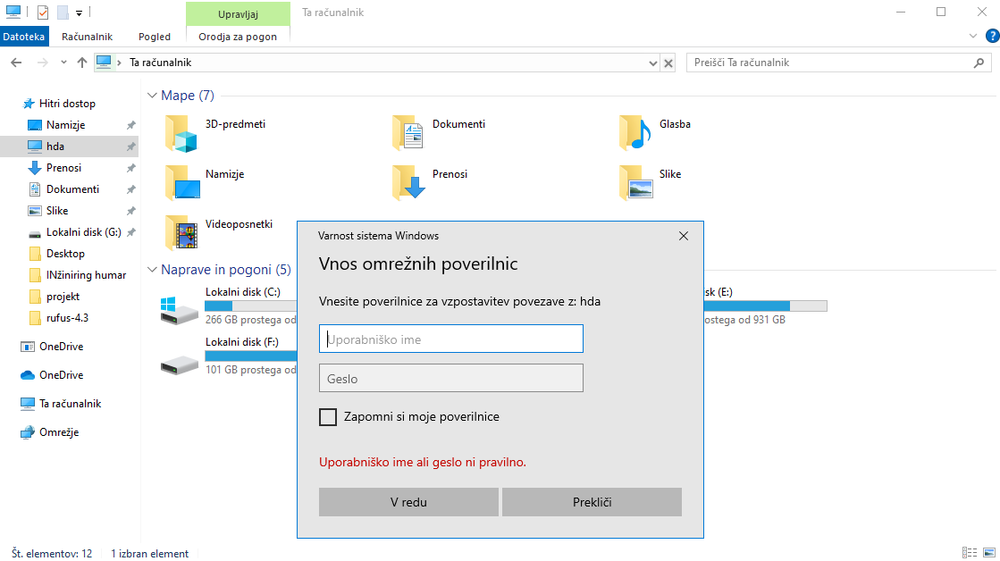 Upravljaj
Ta računalnik
Datoteka
Računalnik
Pogled
Orodja za pogon
?
Ta računalnik
Preišči Ta računalnik
Hitri dostop
Namizje
hda
Prenosi
Dokumenti
Slike
Lokalni disk (G:)
Desktop
INžiniring humar
projekt
rufus-4.3
OneDrive
OneDrive
Ta računalnik
Omrežje
Mape (7)
3D-predmeti
Dokumenti
Glasba
Namizje
Prenosi
Slike
Videoposnetki
Naprave in pogoni (5)
Lokalni disk (C:)
266 GB prostega od
sk (E:)
prostega od 931 GB
Lokalni disk (F:)
101 GB prostega od
Varnost sistema Windows
Vnos omrežnih poverilnic
Vnesite poverilnice za vzpostavitev povezave z: hda
Uporabniško ime
Geslo
Zapomni si moje poverilnice
Uporabniško ime ali geslo ni pravilno.
V redu
Prekliči
Št. elementov: 12
1 izbran element